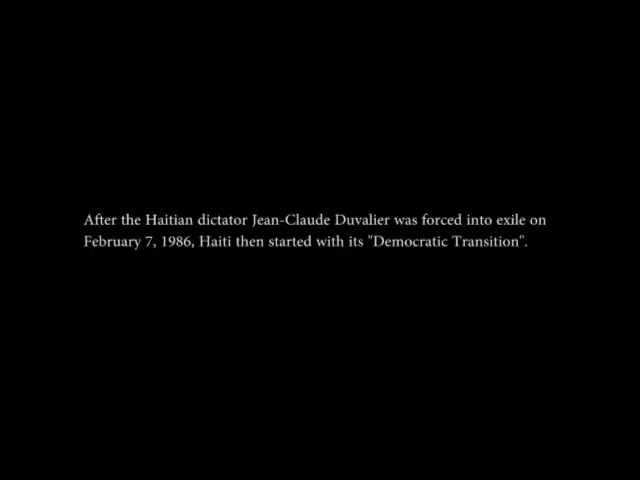 After the Haitian dictator Jean-Claude Duvalier was forced into exile on
February 7, 1986, Haiti then started with its "Democratic Transition".